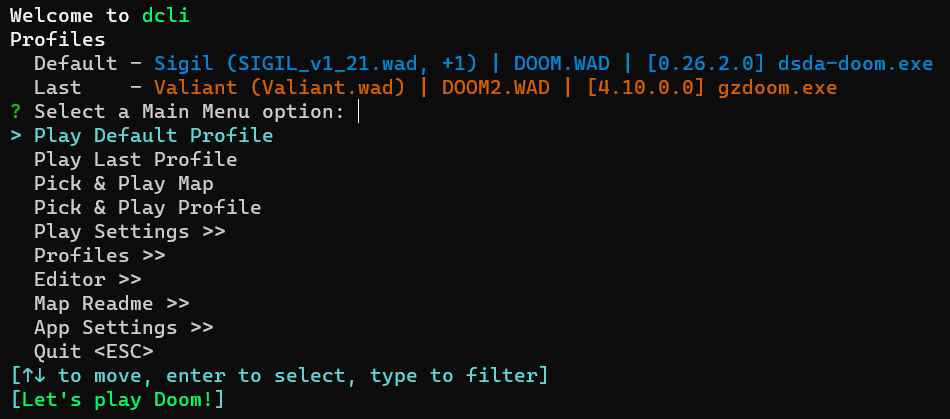 Welcome to dcli
Profiles
  Default - Sigil (SIGIL_v1_21.wad, +1) | DOOM.WAD | [0.26.2.0] dsda-doom.exe
  Last    - Valiant (Valiant.wad) | DOOM2.WAD | [4.10.0.0] gzdoom.exe
? Select a Main Menu option:
> Play Default Profile
  Play Last Profile
  Pick & Play Map
  Pick & Play Profile
  Play Settings >>
  Profiles >>
  Editor >>
  Map Readme >>
  App Settings >>
  Quit <ESC>
[↑↓ to move, enter to select, type to filter]
[Let's play Doom!]